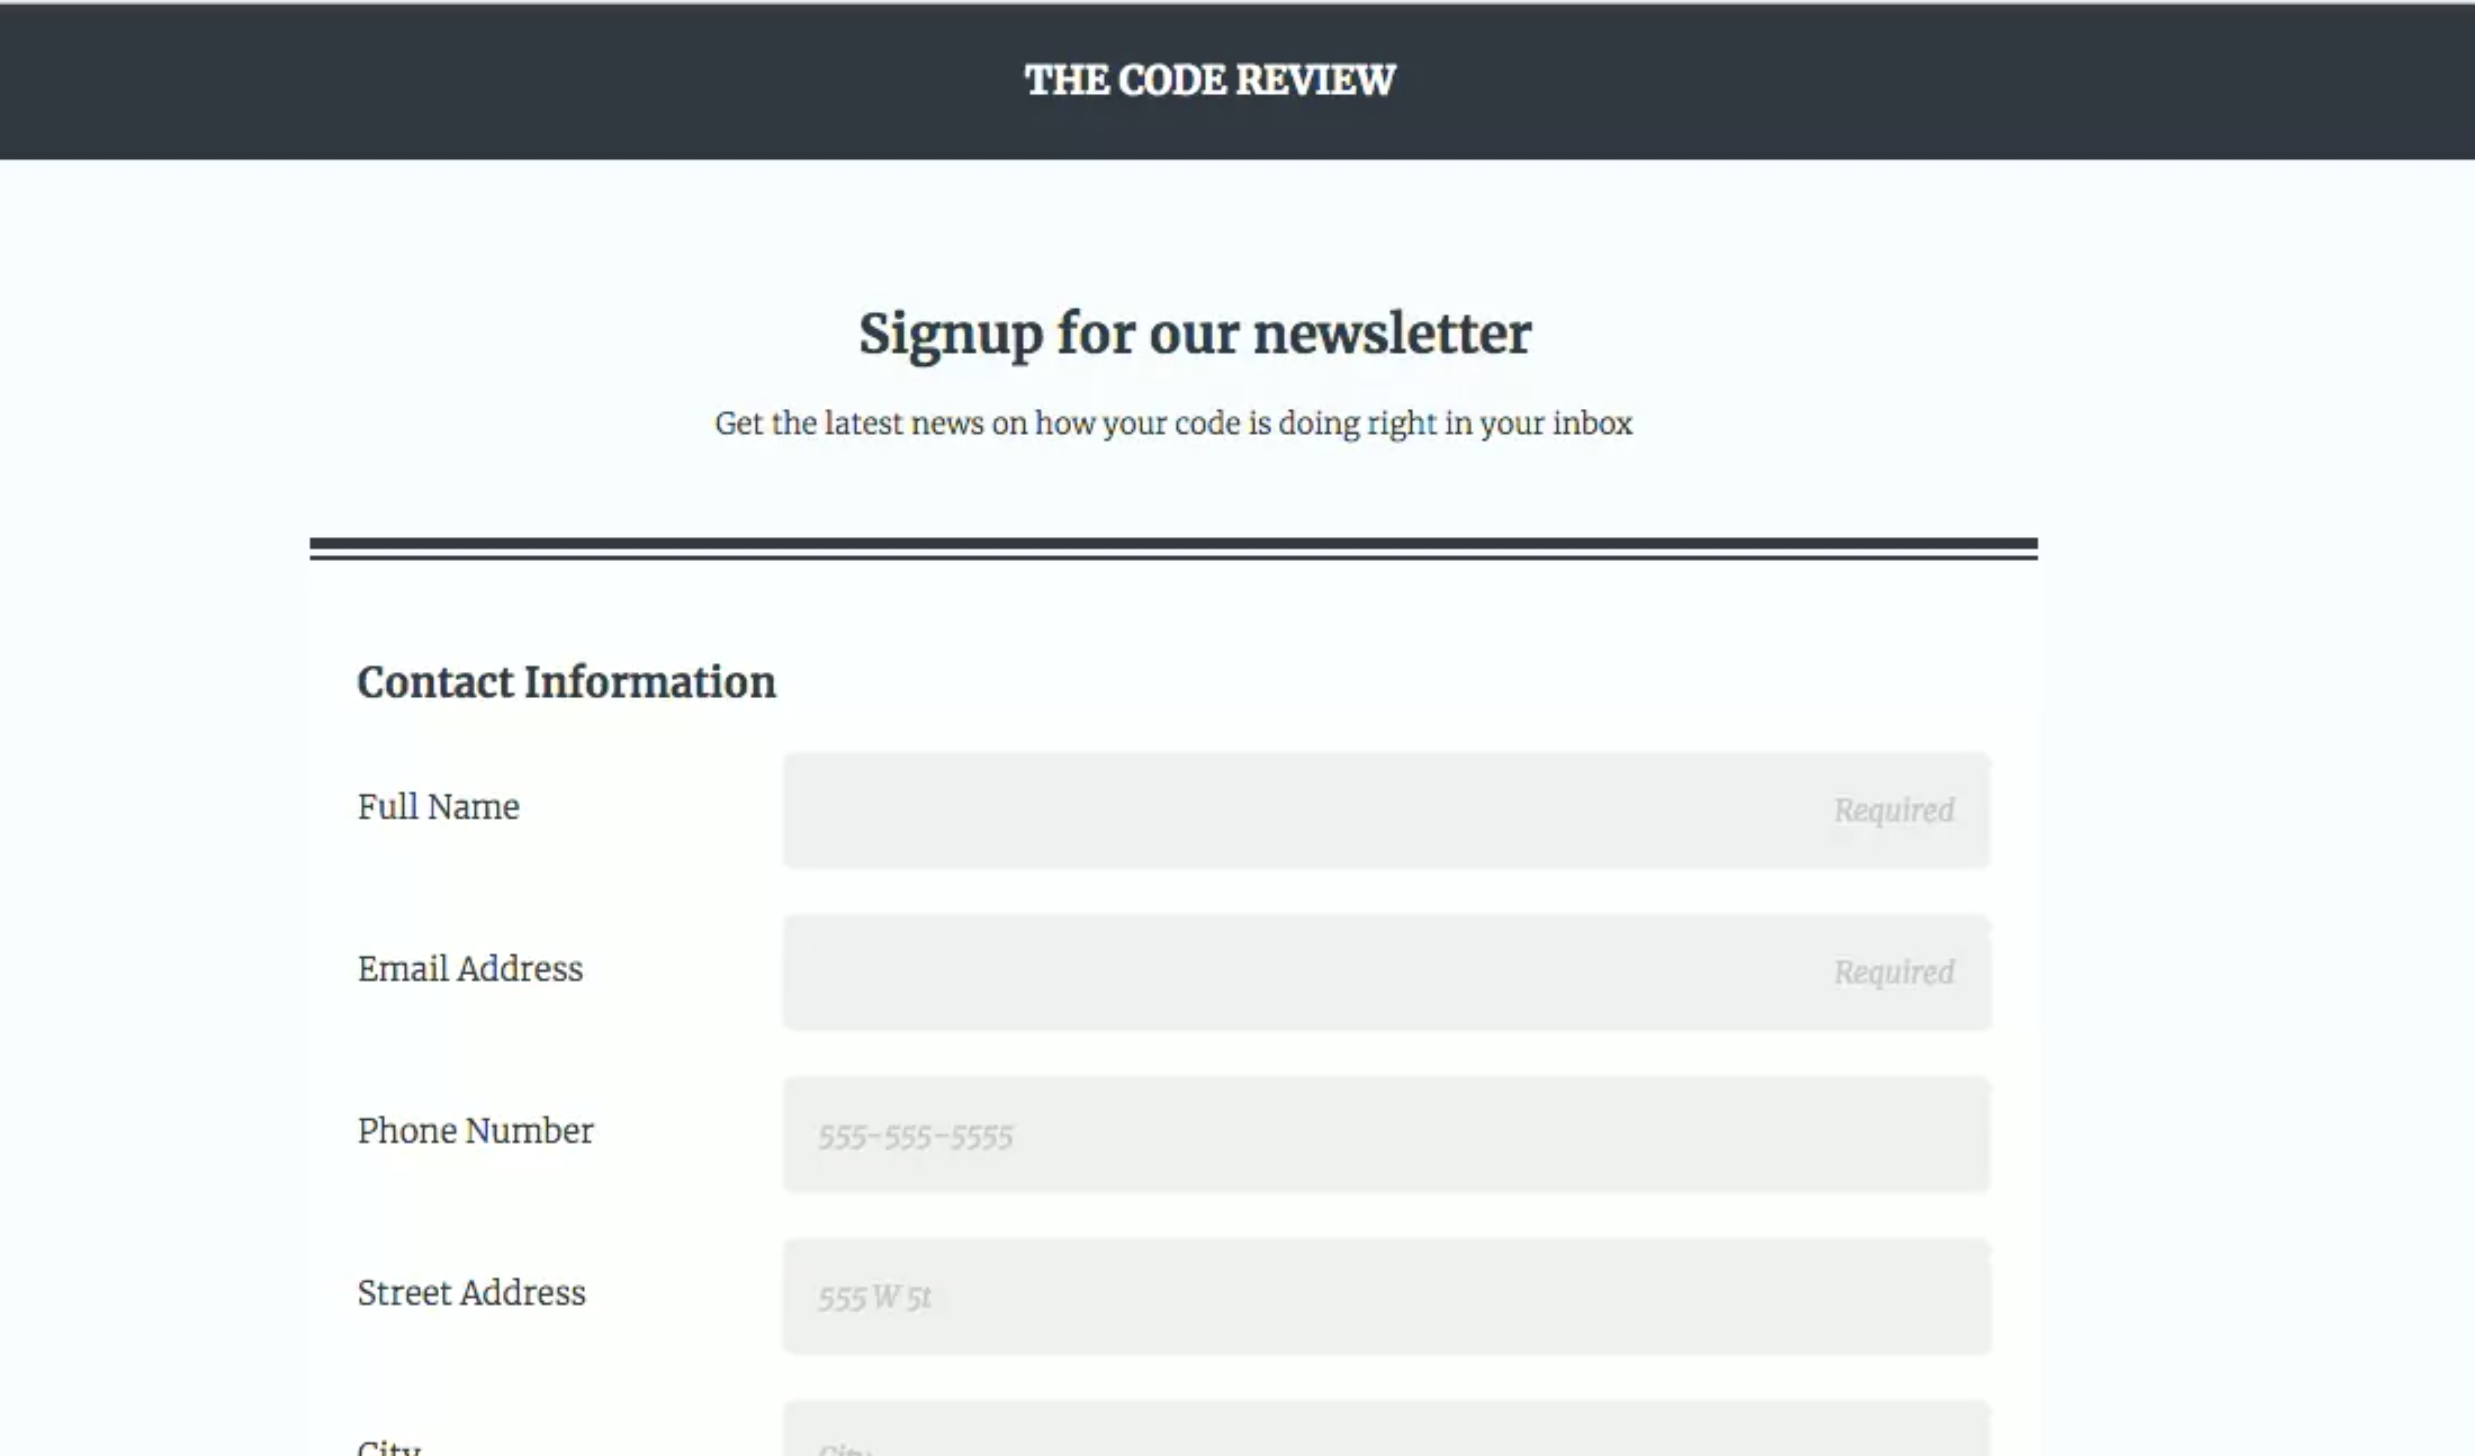 THE CODE REVIEW
Signup for our newsletter
Get the latest news on how your code is doing right in your inbox
Contact Information
Full Name Required
Email Address Required
Phone Number 555-555-5555
Street Address 555 W 5t
City City